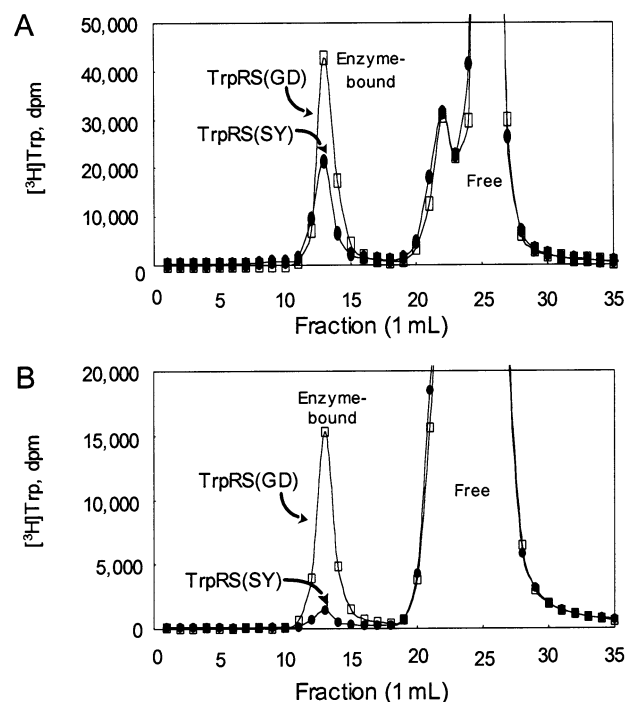 A
50,000
40,000
30,000
20,000
10,000
0
[³H]Trp, dpm
TrpRS(GD)
TrpRS(SY)
Enzyme-
bound
Free
0 5 10 15 20 25 30 35
Fraction (1 mL)
B
20,000
15,000
10,000
5,000
0
[³H]Trp, dpm
Enzyme-
bound
TrpRS(GD)
TrpRS(SY)
Free
0 5 10 15 20 25 30 35
Fraction (1 mL)